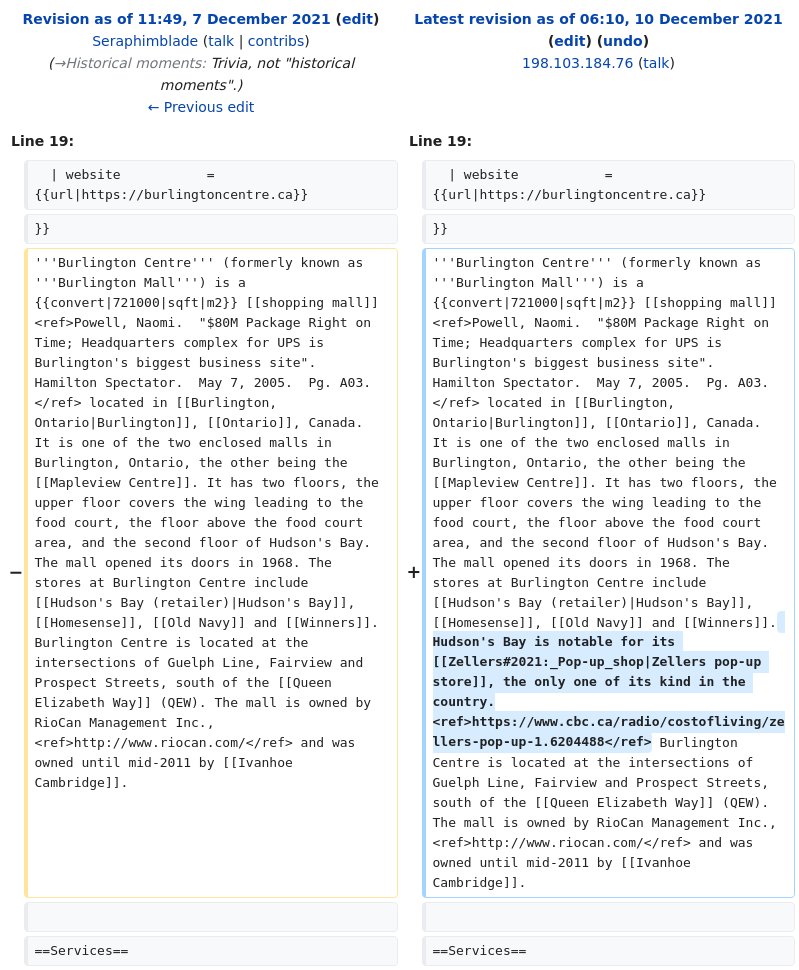 Revision as of 11:49, 7 December 2021 (edit)
Seraphimblade (talk | contribs)
(→Historical moments: Trivia, not "historical
moments".)
← Previous edit
Latest revision as of 06:10, 10 December 2021
(edit) (undo)
198.103.184.76 (talk)
Line 19:
| website           =
{{url|https://burlingtoncentre.ca}}
}}
−
'''Burlington Centre''' (formerly known as
'''Burlington Mall''') is a
{{convert|721000|sqft|m2}} [[shopping mall]]
<ref>Powell, Naomi.  "$80M Package Right on
Time; Headquarters complex for UPS is
Burlington's biggest business site".
Hamilton Spectator.  May 7, 2005.  Pg. A03.
</ref> located in [[Burlington,
Ontario|Burlington]], [[Ontario]], Canada.
It is one of the two enclosed malls in
Burlington, Ontario, the other being the
[[Mapleview Centre]]. It has two floors, the
upper floor covers the wing leading to the
food court, the floor above the food court
area, and the second floor of Hudson's Bay.
The mall opened its doors in 1968. The
stores at Burlington Centre include
[[Hudson's Bay (retailer)|Hudson's Bay]],
[[Homesense]], [[Old Navy]] and [[Winners]].
Burlington Centre is located at the
intersections of Guelph Line, Fairview and
Prospect Streets, south of the [[Queen
Elizabeth Way]] (QEW). The mall is owned by
RioCan Management Inc.,
<ref>http://www.riocan.com/</ref> and was
owned until mid-2011 by [[Ivanhoe
Cambridge]].
==Services==
Line 19:
| website           =
{{url|https://burlingtoncentre.ca}}
}}
+
'''Burlington Centre''' (formerly known as
'''Burlington Mall''') is a
{{convert|721000|sqft|m2}} [[shopping mall]]
<ref>Powell, Naomi.  "$80M Package Right on
Time; Headquarters complex for UPS is
Burlington's biggest business site".
Hamilton Spectator.  May 7, 2005.  Pg. A03.
</ref> located in [[Burlington,
Ontario|Burlington]], [[Ontario]], Canada.
It is one of the two enclosed malls in
Burlington, Ontario, the other being the
[[Mapleview Centre]]. It has two floors, the
upper floor covers the wing leading to the
food court, the floor above the food court
area, and the second floor of Hudson's Bay.
The mall opened its doors in 1968. The
stores at Burlington Centre include
[[Hudson's Bay (retailer)|Hudson's Bay]],
[[Homesense]], [[Old Navy]] and [[Winners]].
Hudson's Bay is notable for its
[[Zellers#2021:_Pop-up_shop|Zellers pop-up
store]], the only one of its kind in the
country.
<ref>https://www.cbc.ca/radio/costofliving/ze
llers-pop-up-1.6204488</ref> Burlington
Centre is located at the intersections of
Guelph Line, Fairview and Prospect Streets,
south of the [[Queen Elizabeth Way]] (QEW).
The mall is owned by RioCan Management Inc.,
<ref>http://www.riocan.com/</ref> and was
owned until mid-2011 by [[Ivanhoe
Cambridge]].
==Services==